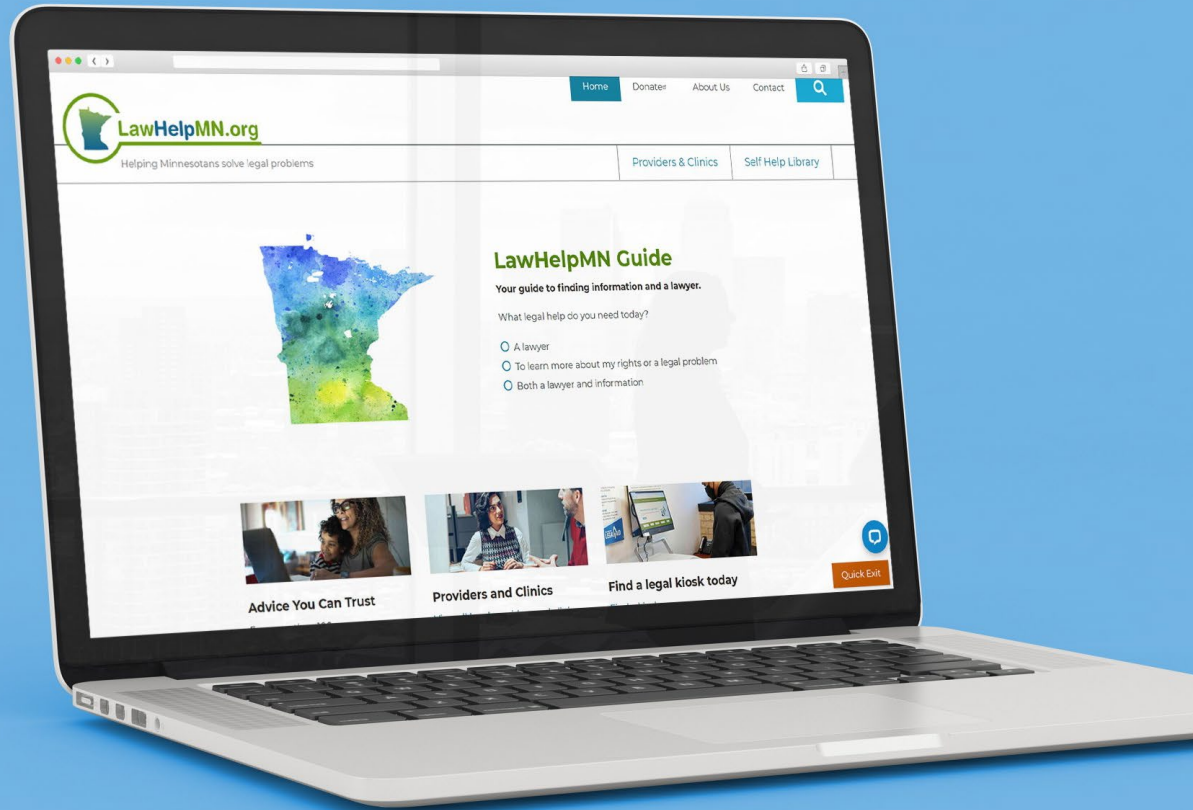 Home Donate About Us Contact
LawHelpMN.org
Helping Minnesotans solve legal problems
Providers & Clinics Self Help Library
LawHelpMN Guide
Your guide to finding information and a lawyer.
What legal help do you need today?
A lawyer
To learn more about my rights or a legal problem
Both a lawyer and information
Advice You Can Trust
Providers and Clinics
Find a legal kiosk today
Quick Exit